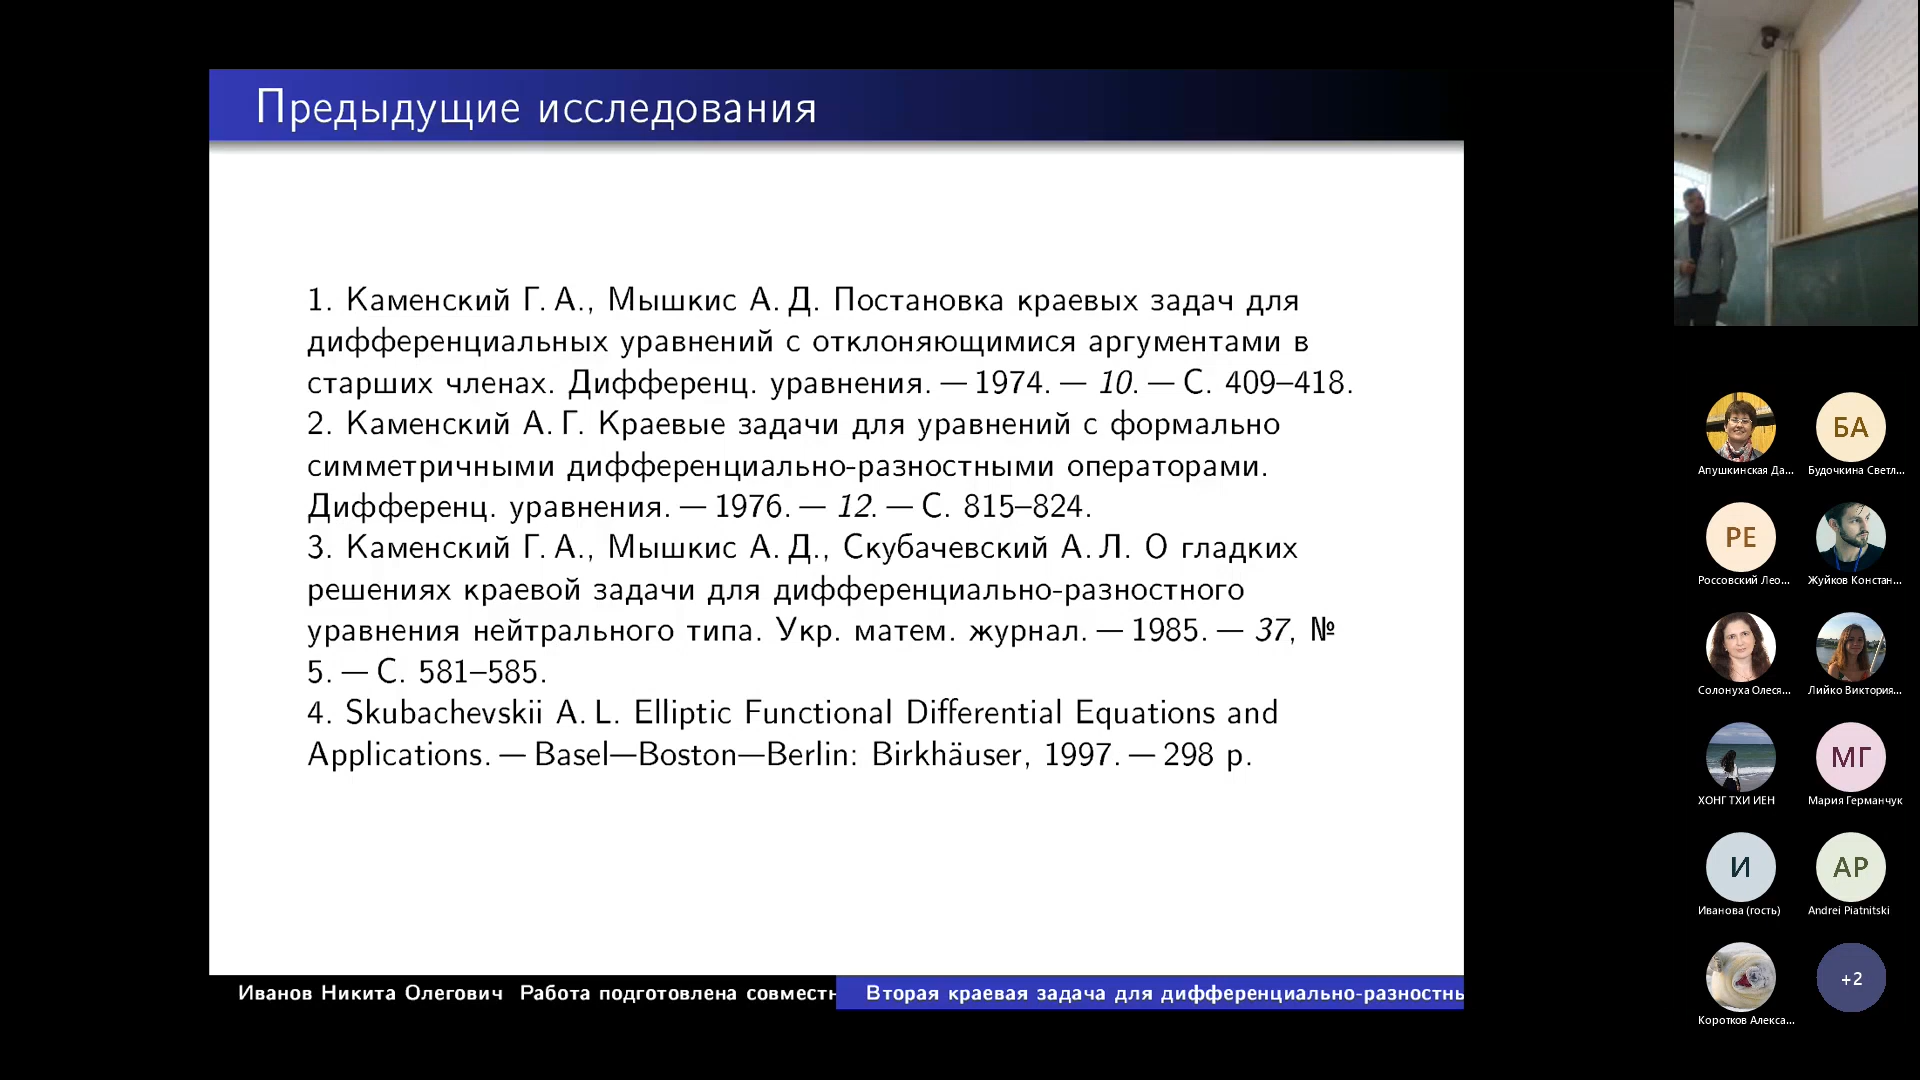 Предыдущие исследования
1. Каменский Г. А., Мышкис А. Д. Постановка краевых задач для
дифференциальных уравнений с отклоняющимися аргументами в
старших членах. Дифференц. уравнения. — 1974. — 10. — С. 409–418.
2. Каменский А. Г. Краевые задачи для уравнений с формально
симметричными дифференциально-разностными операторами.
Дифференц. уравнения. — 1976. — 12. — С. 815–824.
3. Каменский Г. А., Мышкис А. Д., Скубачевский А. Л. О гладких
решениях краевой задачи для дифференциально-разностного
уравнения нейтрального типа. Укр. матем. журнал. — 1985. — 37, №
5. — С. 581–585.
4. Skubachevskii A. L. Elliptic Functional Differential Equations and
Applications. — Basel—Boston—Berlin: Birkhäuser, 1997. — 298 p.
Иванов Никита Олегович Работа подготовлена совместн
Вторая краевая задача для дифференциально-разностны
Апушкинская Да...
БА
Будочкина Светл...
РЕ
Россовский Лео...
Жуйков Констан...
Солонуха Олеся...
Лийко Виктория...
ХОНГ ТХИ ИЕН
МГ
Мария Германчук
И
Иванова (гость)
АР
Andrei Piatnitski
Коротков Алекса...
+2